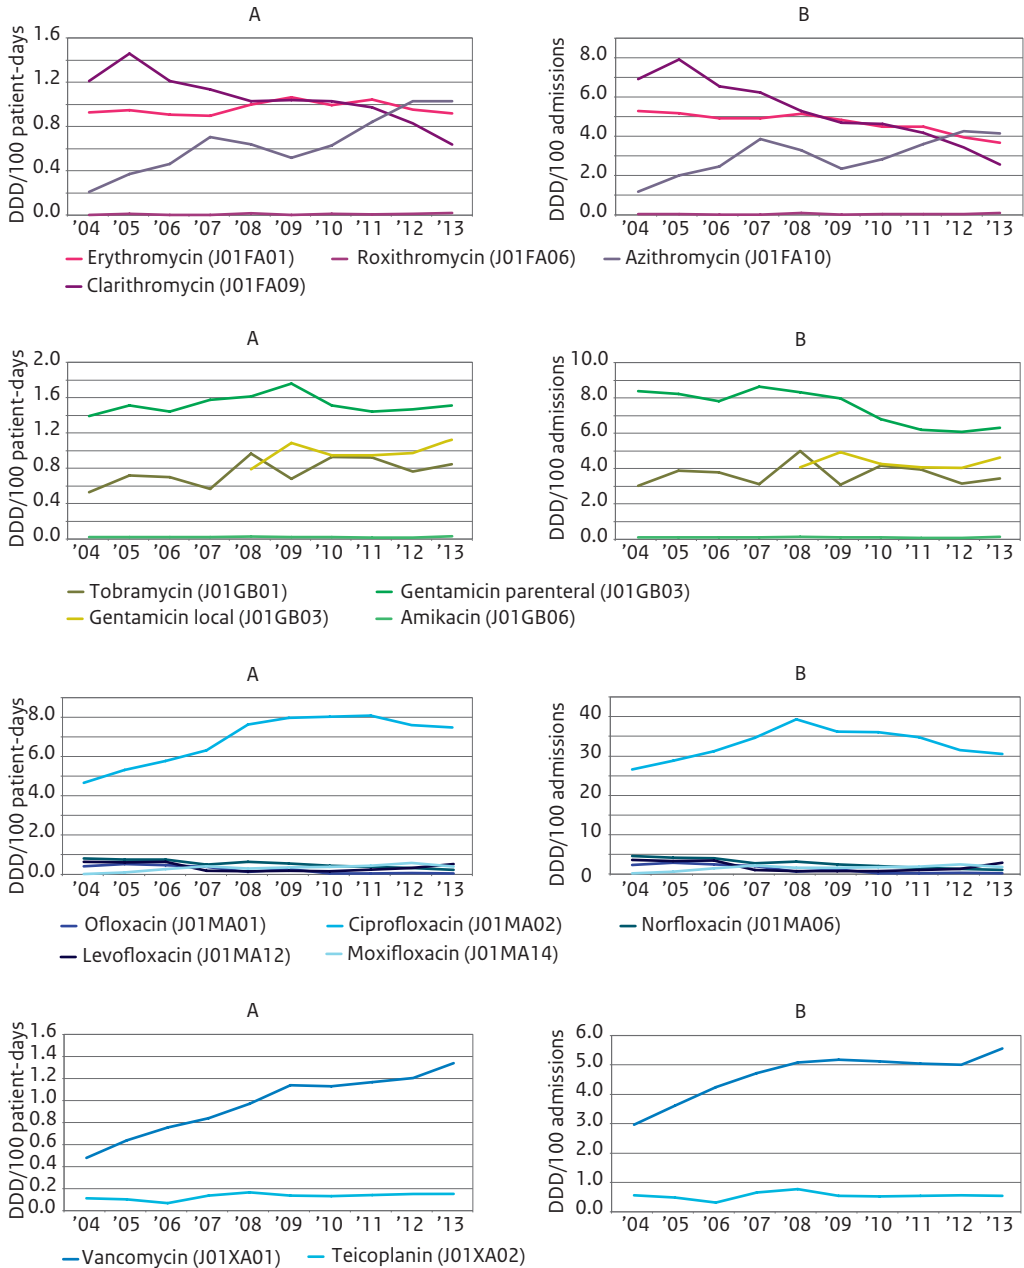 A
B
DDD/100 patient-days
1.6
1.2
0.8
0.4
0.0
'04 '05 '06 '07 '08 '09 '10 '11 '12 '13
DDD/100 admissions
8.0
6.0
4.0
2.0
0.0
'04 '05 '06 '07 '08 '09 '10 '11 '12 '13
Erythromycin (J01FA01) Roxithromycin (J01FA06) Azithromycin (J01FA10)
Clarithromycin (J01FA09)
A
B
DDD/100 patient-days
2.0
1.6
1.2
0.8
0.4
0.0
'04 '05 '06 '07 '08 '09 '10 '11 '12 '13
DDD/100 admissions
10.0
8.0
6.0
4.0
2.0
0.0
'04 '05 '06 '07 '08 '09 '10 '11 '12 '13
Tobramycin (J01GB01) Gentamicin parenteral (J01GB03)
Gentamicin local (J01GB03) Amikacin (J01GB06)
A
B
DDD/100 patient-days
8.0
6.0
4.0
2.0
0.0
'04 '05 '06 '07 '08 '09 '10 '11 '12 '13
DDD/100 admissions
40
30
20
10
0
'04 '05 '06 '07 '08 '09 '10 '11 '12 '13
Ofloxacin (J01MA01) Ciprofloxacin (J01MA02) Norfloxacin (J01MA06)
Levofloxacin (J01MA12) Moxifloxacin (J01MA14)
A
B
DDD/100 patient-days
1.6
1.4
1.2
1.0
0.8
0.6
0.4
0.2
0.0
'04 '05 '06 '07 '08 '09 '10 '11 '12 '13
DDD/100 admissions
6.0
5.0
4.0
3.0
2.0
1.0
0.0
'04 '05 '06 '07 '08 '09 '10 '11 '12 '13
Vancomycin (J01XA01) Teicoplanin (J01XA02)